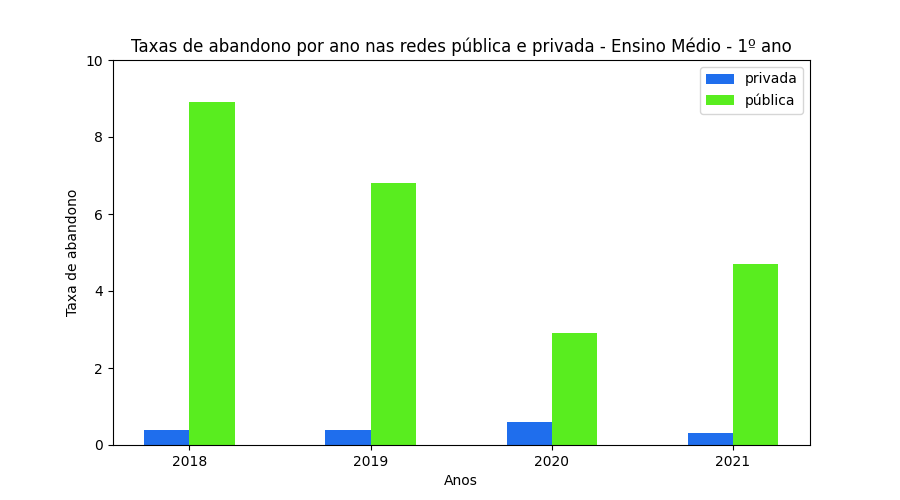 Taxas de abandono por ano nas redes pública e privada - Ensino Médio - 1º ano
10
privada
pública
8
6
Taxa de abandono
4
2
0
2018 2019 2020 2021
Anos